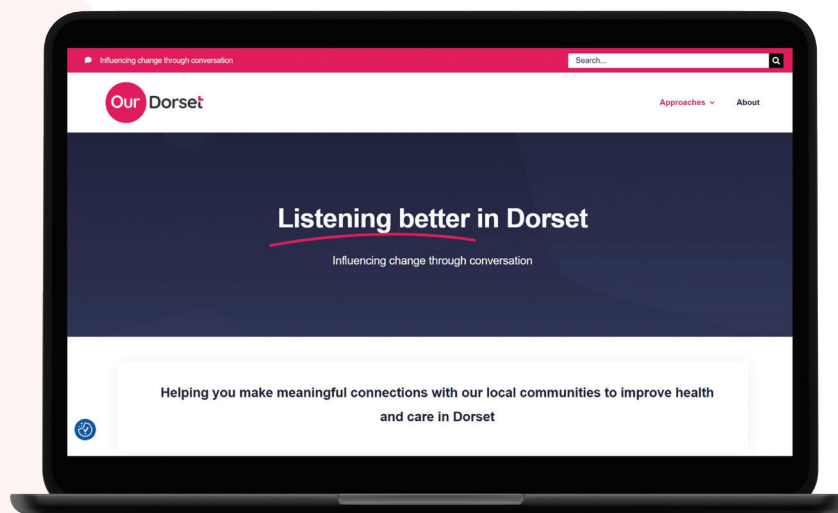 Influencing change through conversation
Search...
Our Dorset
Approaches
About
Listening better in Dorset
Influencing change through conversation
Helping you make meaningful connections with our local communities to improve health
and care in Dorset